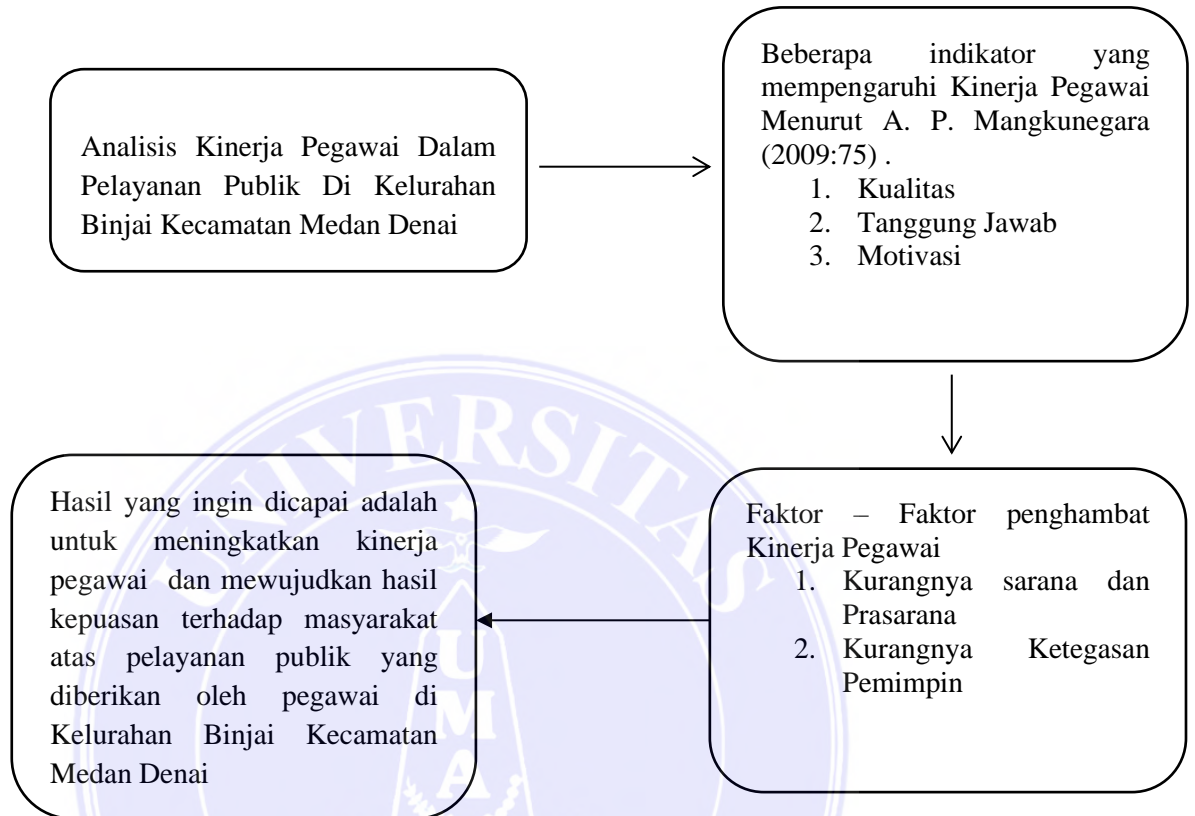 Analisis Kinerja Pegawai Dalam
Pelayanan Publik Di Kelurahan
Binjai Kecamatan Medan Denai
Beberapa indikator yang
mempengaruhi Kinerja Pegawai
Menurut A. P. Mangkunegara
(2009:75) .
1. Kualitas
2. Tanggung Jawab
3. Motivasi
Faktor – Faktor penghambat
Kinerja Pegawai
1. Kurangnya sarana dan
Prasarana
2. Kurangnya Ketegasan
Pemimpin
Hasil yang ingin dicapai adalah
untuk meningkatkan kinerja
pegawai dan mewujudkan hasil
kepuasan terhadap masyarakat
atas pelayanan publik yang
diberikan oleh pegawai di
Kelurahan Binjai Kecamatan
Medan Denai
UNIVERSITAS
UMA